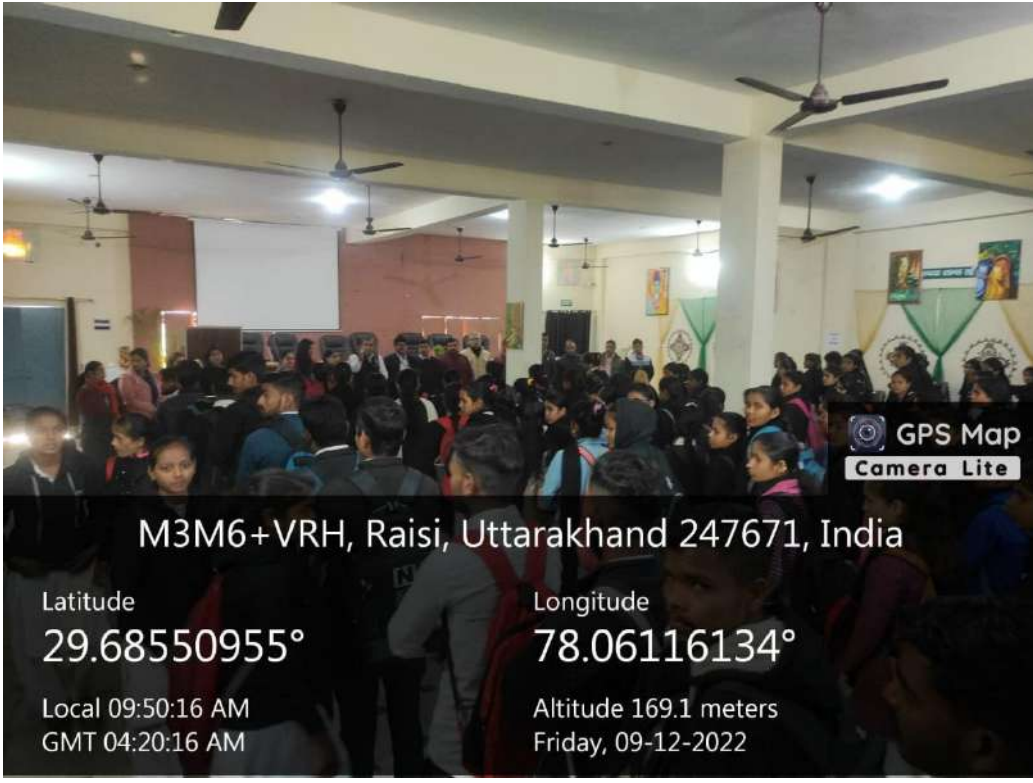 GPS Map
Camera Lite
M3M6+VRH, Raisi, Uttarakhand 247671, India
Latitude
29.68550955°
Longitude
78.06116134°
Local 09:50:16 AM
GMT 04:20:16 AM
Altitude 169.1 meters
Friday, 09-12-2022